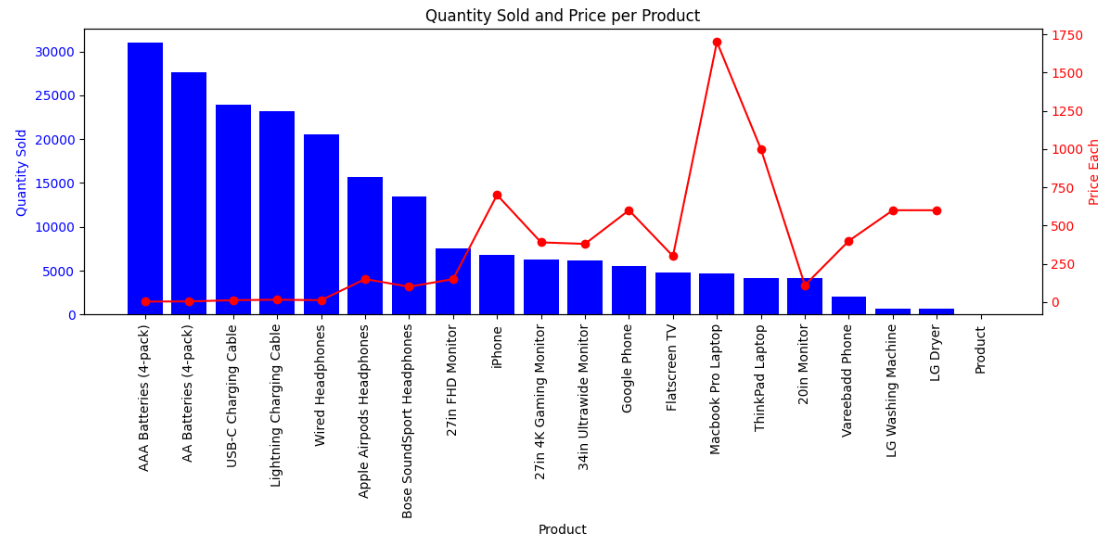 Quantity Sold and Price per Product
Quantity Sold
30000
25000
20000
15000
10000
5000
0
1750
1500
1250
1000
750
500
250
0
Price Each
AAA Batteries (4-pack)
AA Batteries (4-pack)
USB-C Charging Cable
Lightning Charging Cable
Wired Headphones
Apple Airpods Headphones
Bose SoundSport Headphones
27in FHD Monitor
iPhone
27in 4K Gaming Monitor
34in Ultrawide Monitor
Google Phone
Flatscreen TV
Macbook Pro Laptop
ThinkPad Laptop
20in Monitor
Vareebadd Phone
LG Washing Machine
LG Dryer
Product
Product